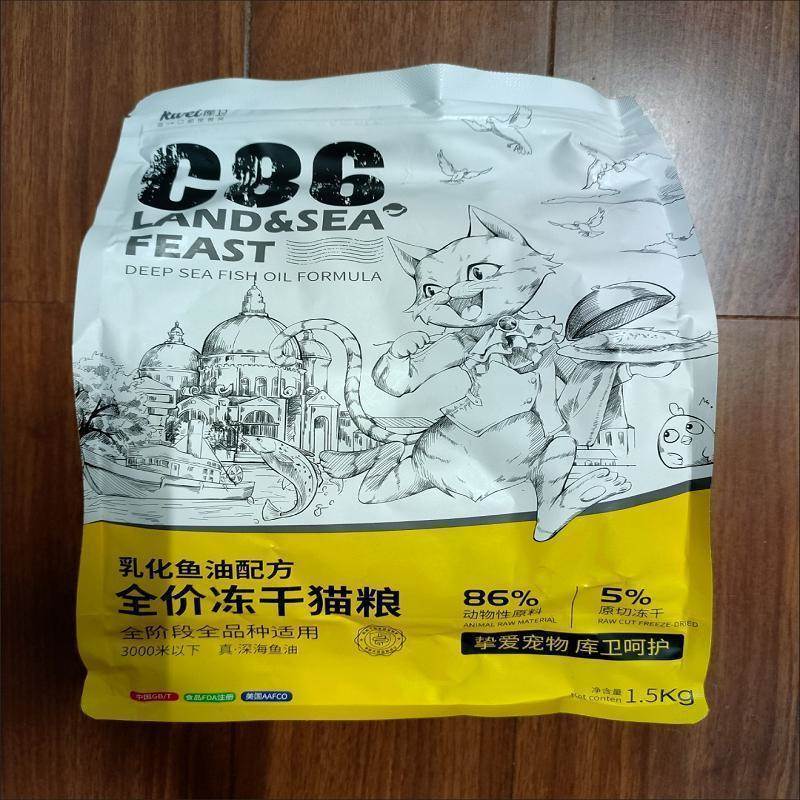 Kwei库卫
C86
LAND&SEA
FEAST
DEEP SEA FISH OIL FORMULA
乳化鱼油配方
全价冻干猫粮
全阶段全品种适用
3000米以下 真·深海鱼油
86%
动物性原料
ANIMAL RAW MATERIAL
5%
原切冻干
RAW CUT FREEZE-DRIED
挚爱宠物 库卫呵护
中国GB/T 食品FDA注册 美国AAFCO
净含量
Net conten 1.5Kg